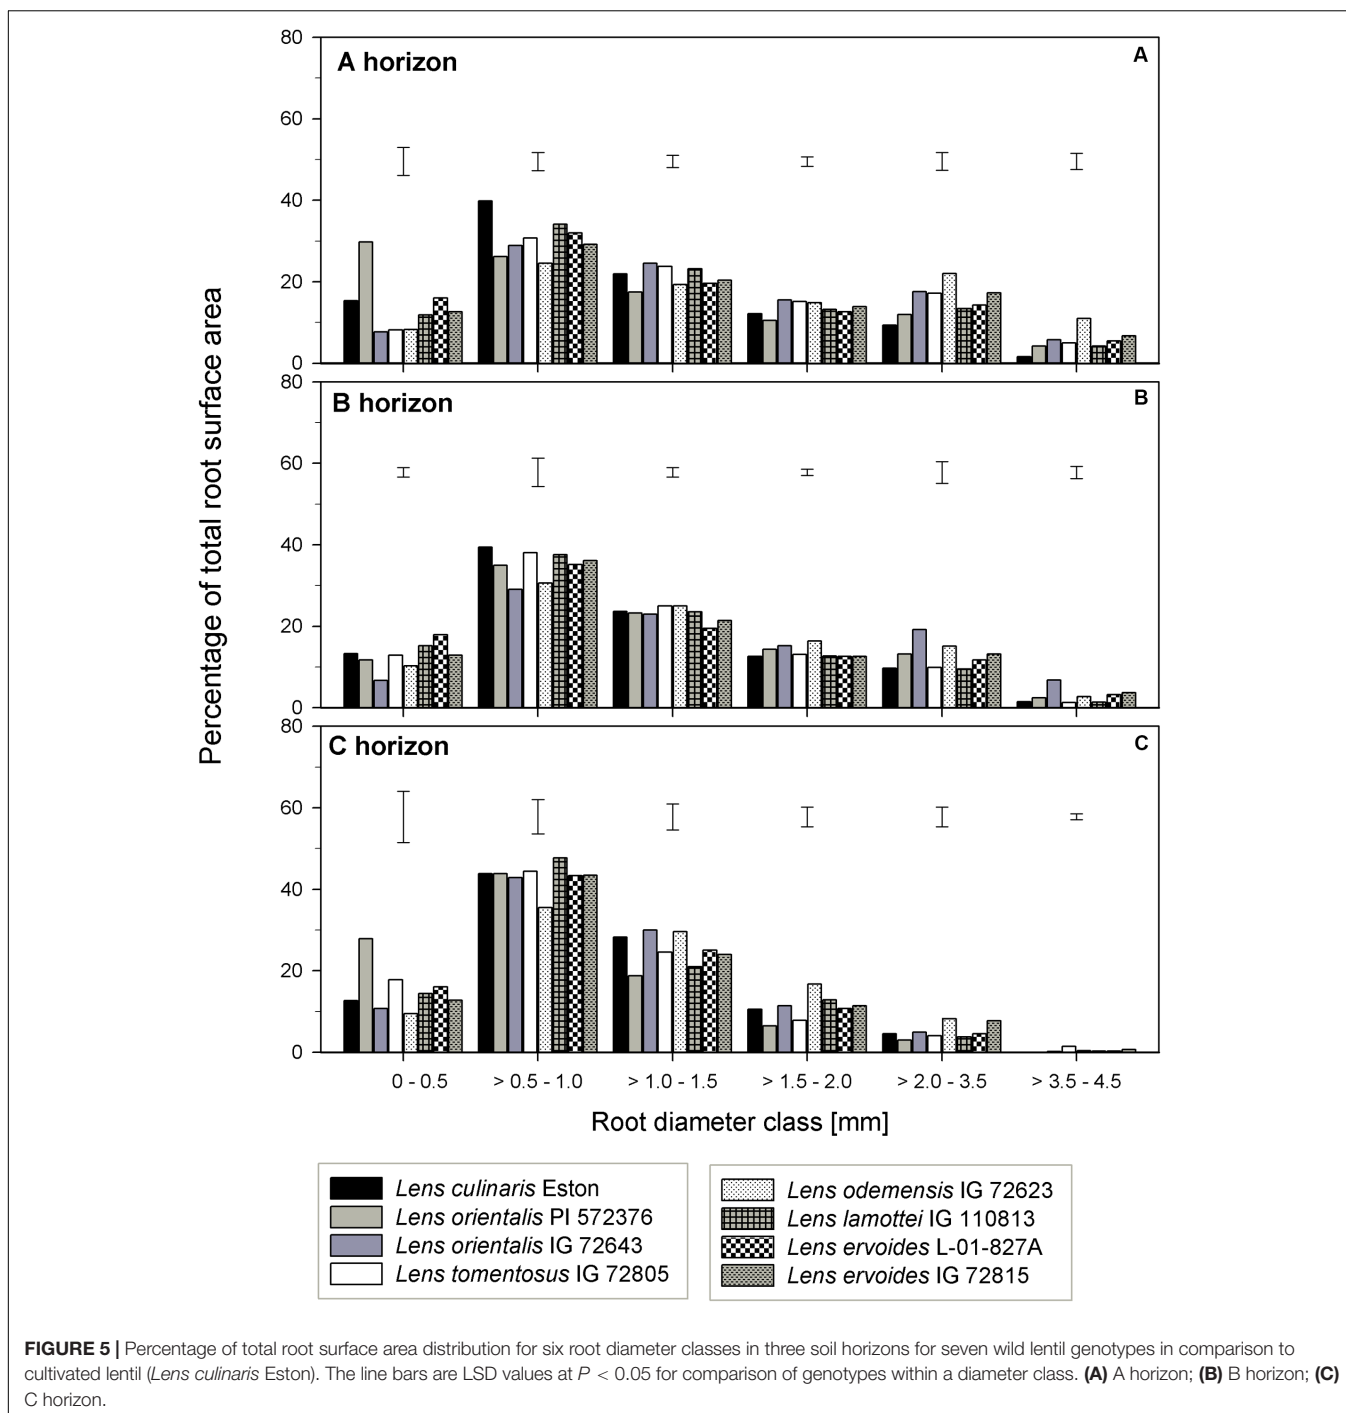 80
A horizon
A
60
40
20
0
80
B horizon
B
60
40
20
0
80
C horizon
C
60
40
20
0
Percentage of total root surface area
0 - 0.5 > 0.5 - 1.0 > 1.0 - 1.5 > 1.5 - 2.0 > 2.0 - 3.5 > 3.5 - 4.5
Root diameter class [mm]
Lens culinaris Eston
Lens orientalis PI 572376
Lens orientalis IG 72643
Lens tomentosus IG 72805
Lens odemensis IG 72623
Lens lamottei IG 110813
Lens ervoides L-01-827A
Lens ervoides IG 72815
FIGURE 5 | Percentage of total root surface area distribution for six root diameter classes in three soil horizons for seven wild lentil genotypes in comparison to
cultivated lentil (Lens culinaris Eston). The line bars are LSD values at P < 0.05 for comparison of genotypes within a diameter class. (A) A horizon; (B) B horizon; (C)
C horizon.